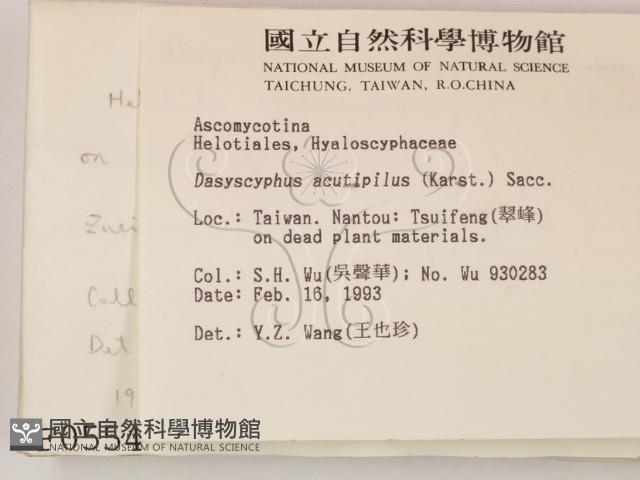 國立自然科學博物館
NATIONAL MUSEUM OF NATURAL SCIENCE
TAICHUNG, TAIWAN, R.O.CHINA
Ascomycotina
Helotiales, Hyaloscyphaceae
Dasyscyphus acutipilus (Karst.) Sacc.
Loc.: Taiwan. Nantou: Tsuifeng(翠峰)
on dead plant materials.
Col.: S.H. Wu(吳聲華); No. Wu 930283
Date: Feb. 16, 1993
Det.: Y.Z. Wang(王也珍)
on
Coll
Det
19
國立自然科學博物館
NATIONAL MUSEUM OF NATURAL SCIENCE